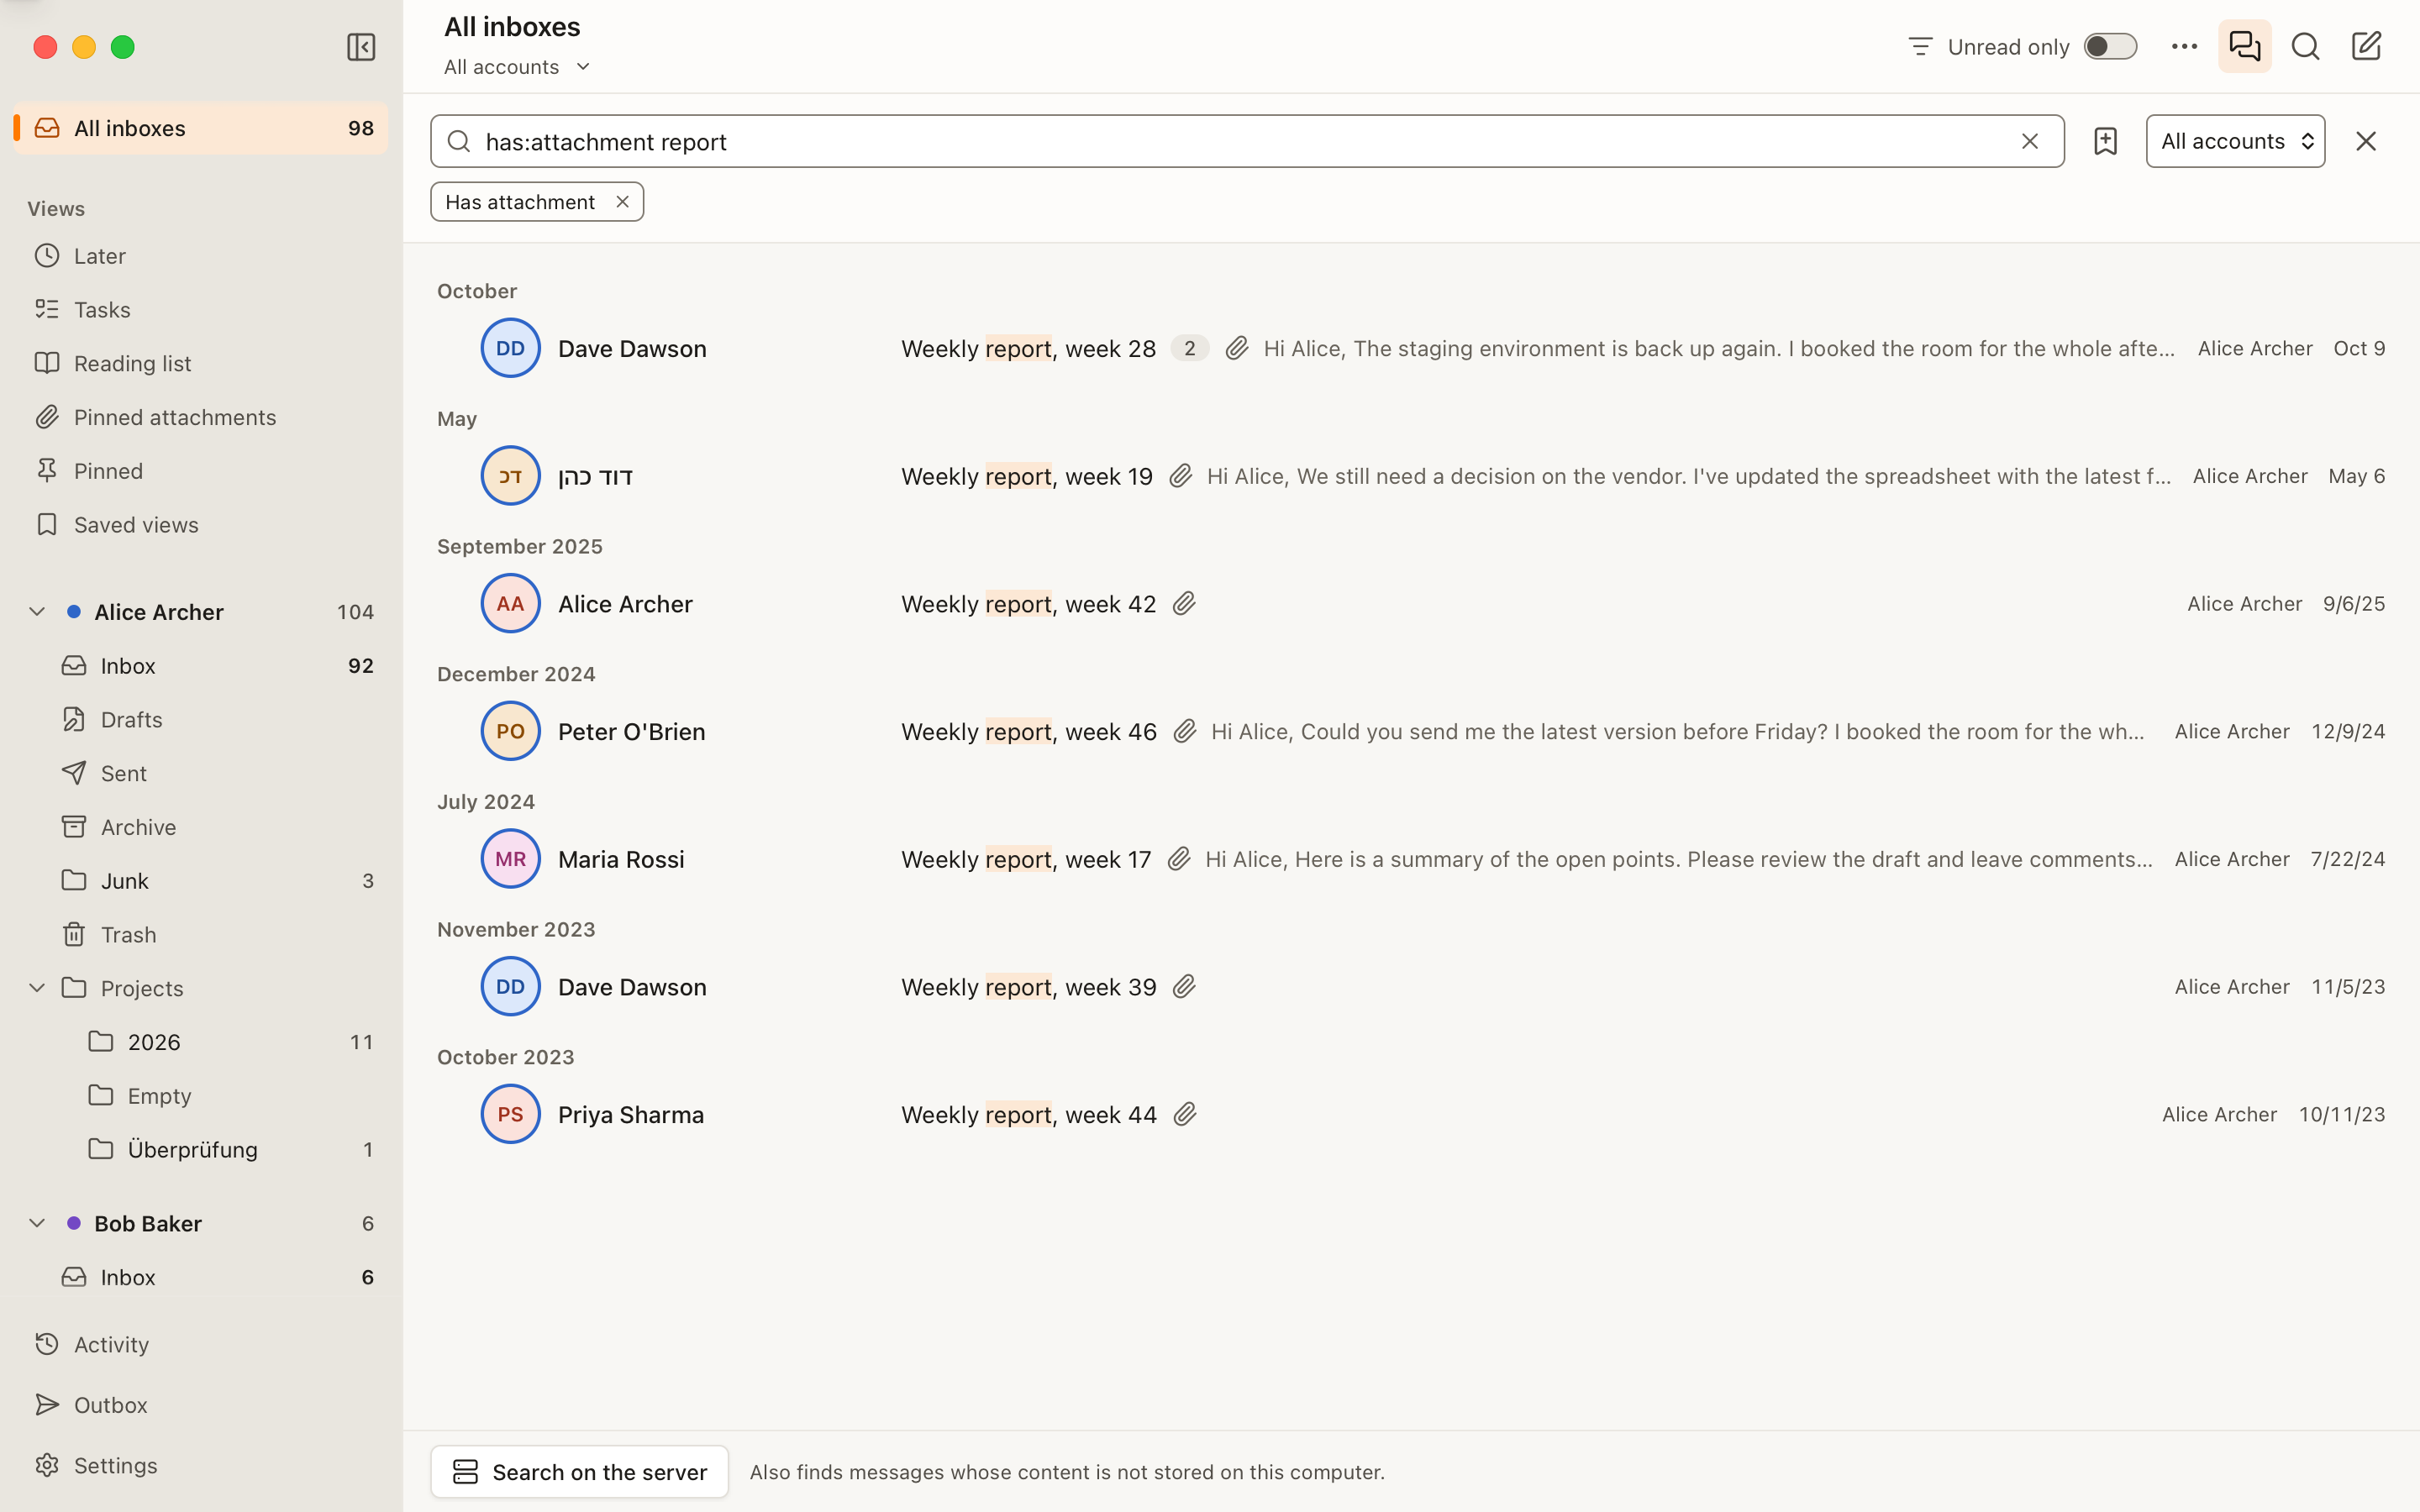 All inboxes
All accounts
Unread only
All inboxes 98
has:attachment report
All accounts
Has attachment
Views
Later
Tasks
Reading list
Pinned attachments
Pinned
Saved views
Alice Archer 104
Inbox 92
Drafts
Sent
Archive
Junk 3
Trash
Projects
2026 11
Empty
Überprüfung 1
Bob Baker 6
Inbox 6
Activity
Outbox
Settings
October
DD Dave Dawson Weekly report, week 28 2 Hi Alice, The staging environment is back up again. I booked the room for the whole afte... Alice Archer Oct 9
May
דכ דוד כהן Weekly report, week 19 Hi Alice, We still need a decision on the vendor. I've updated the spreadsheet with the latest f... Alice Archer May 6
September 2025
AA Alice Archer Weekly report, week 42 Alice Archer 9/6/25
December 2024
PO Peter O'Brien Weekly report, week 46 Hi Alice, Could you send me the latest version before Friday? I booked the room for the wh... Alice Archer 12/9/24
July 2024
MR Maria Rossi Weekly report, week 17 Hi Alice, Here is a summary of the open points. Please review the draft and leave comments... Alice Archer 7/22/24
November 2023
DD Dave Dawson Weekly report, week 39 Alice Archer 11/5/23
October 2023
PS Priya Sharma Weekly report, week 44 Alice Archer 10/11/23
Search on the server Also finds messages whose content is not stored on this computer.